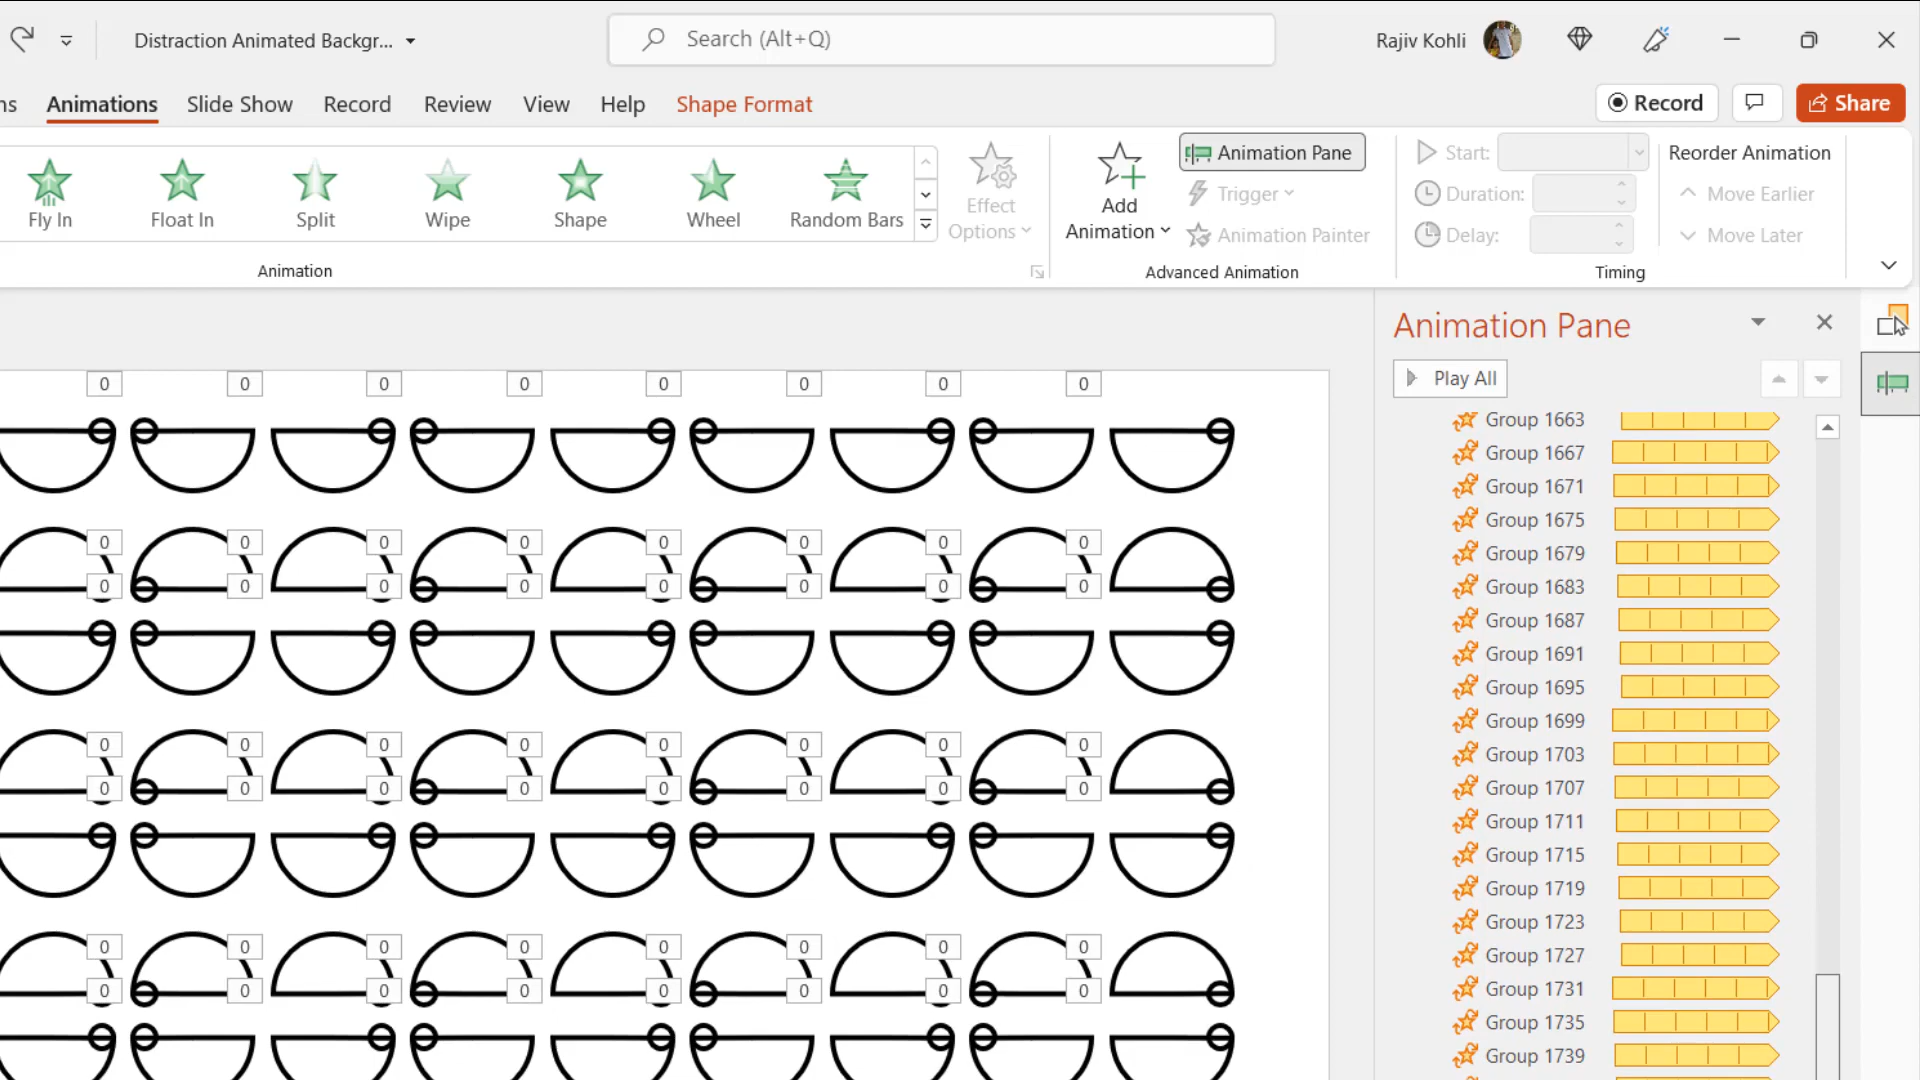 Distraction Animated Backgr...
Search (Alt+Q)
Rajiv Kohli
ns Animations Slide Show Record Review View Help Shape Format
Record
Share
Fly In Float In Split Wipe Shape Wheel Random Bars
Effect
Options
Add
Animation
Animation Pane
Trigger
Animation Painter
Start:
Duration:
Delay:
Reorder Animation
Move Earlier
Move Later
Animation
Advanced Animation
Timing
Animation Pane
Play All
0 0 0 0 0 0 0 0
0 0 0 0 0 0 0 0
0 0 0 0 0 0 0 0
0 0 0 0 0 0 0 0
0 0 0 0 0 0 0 0
0 0 0 0 0 0 0 0
0 0 0 0 0 0 0 0
Group 1663
Group 1667
Group 1671
Group 1675
Group 1679
Group 1683
Group 1687
Group 1691
Group 1695
Group 1699
Group 1703
Group 1707
Group 1711
Group 1715
Group 1719
Group 1723
Group 1727
Group 1731
Group 1735
Group 1739